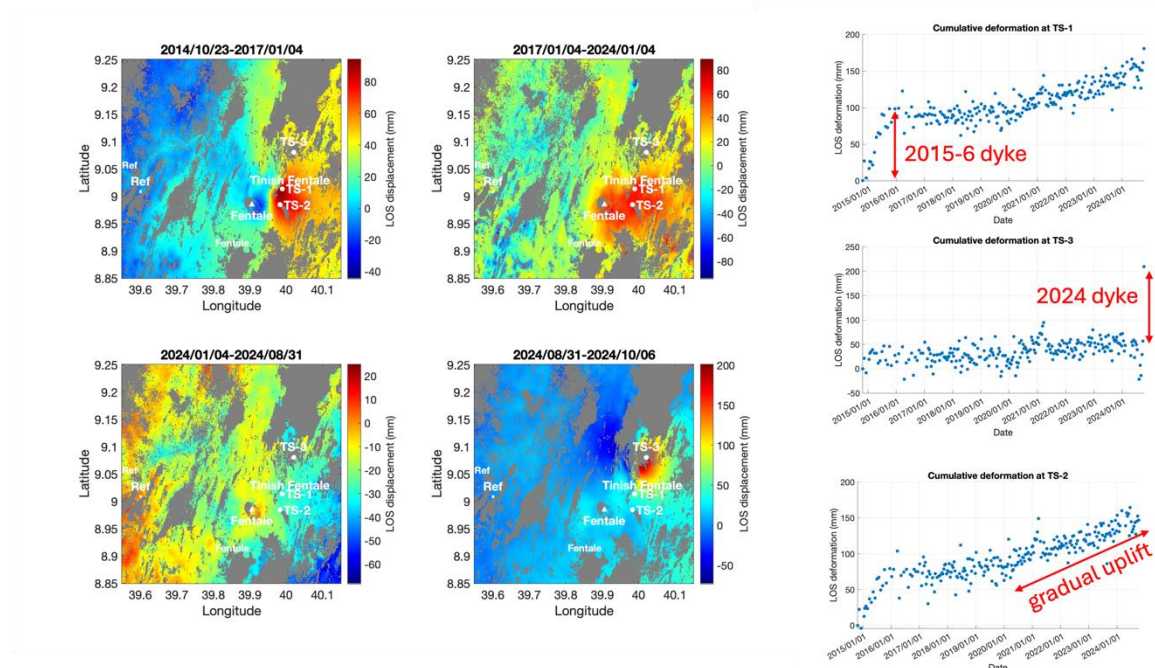 2014/10/23-2017/01/04
9.25
9.2
9.15
9.1
9.05
9
8.95
8.9
8.85
Latitude
39.6 39.7 39.8 39.9 40 40.1
Longitude
TS-3
Ref
Ref
Tinish Fentale
TS-1
TS-2
Fentale
Fentale
80
60
40
20
0
-20
-40
LOS displacement (mm)
2017/01/04-2024/01/04
9.25
9.2
9.15
9.1
9.05
9
8.95
8.9
8.85
Latitude
39.6 39.7 39.8 39.9 40 40.1
Longitude
TS-3
Ref
Ref
Tinish Fentale
TS-1
TS-2
Fentale
Fentale
80
60
40
20
0
-20
-40
-60
-80
LOS displacement (mm)
2024/01/04-2024/08/31
9.25
9.2
9.15
9.1
9.05
9
8.95
8.9
8.85
Latitude
39.6 39.7 39.8 39.9 40 40.1
Longitude
TS-3
Ref
Ref
Tinish Fentale
TS-1
TS-2
Fentale
Fentale
20
10
0
-10
-20
-30
-40
-50
-60
LOS displacement (mm)
2024/08/31-2024/10/06
9.25
9.2
9.15
9.1
9.05
9
8.95
8.9
8.85
Latitude
39.6 39.7 39.8 39.9 40 40.1
Longitude
TS-3
Ref
Ref
Tinish Fentale
TS-1
TS-2
Fentale
Fentale
200
150
100
50
0
-50
LOS displacement (mm)
Cumulative deformation at TS-1
200
150
100
50
0
LOS deformation (mm)
2015-6 dyke
2015/01/01 2016/01/01 2017/01/01 2018/01/01 2019/01/01 2020/01/01 2021/01/01 2022/01/01 2023/01/01 2024/01/01
Date
Cumulative deformation at TS-3
250
200
150
100
50
0
-50
LOS deformation (mm)
2024 dyke
2015/01/01 2016/01/01 2017/01/01 2018/01/01 2019/01/01 2020/01/01 2021/01/01 2022/01/01 2023/01/01 2024/01/01
Date
Cumulative deformation at TS-2
200
150
100
50
0
LOS deformation (mm)
gradual uplift
2015/01/01 2016/01/01 2017/01/01 2018/01/01 2019/01/01 2020/01/01 2021/01/01 2022/01/01 2023/01/01 2024/01/01
Date